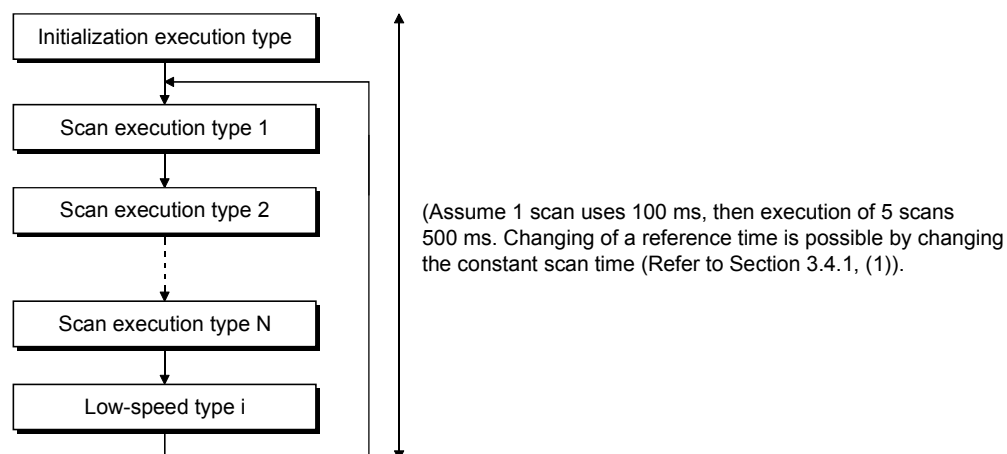 Initialization execution type
Scan execution type 1
Scan execution type 2
Scan execution type N
Low-speed type i
(Assume 1 scan uses 100 ms, then execution of 5 scans
500 ms. Changing of a reference time is possible by changing
the constant scan time (Refer to Section 3.4.1, (1)).